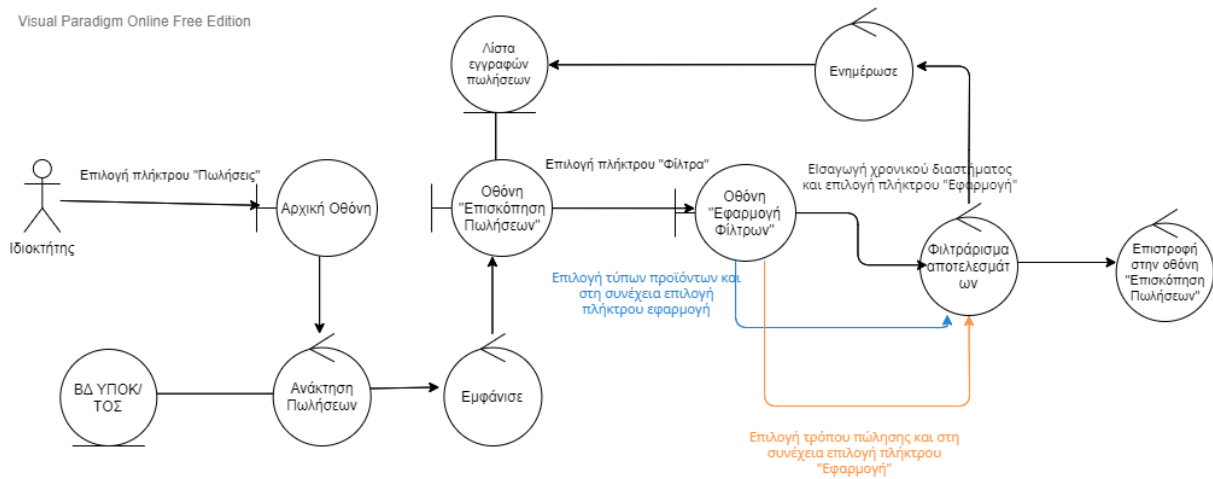 Visual Paradigm Online Free Edition
Λίστα
εγγραφών
πωλήσεων
Ενημέρωσε
Επιλογή πλήκτρου "Πωλήσεις"
Ιδιοκτήτης
Αρχική Οθόνη
Οθόνη
"Επισκόπηση
Πωλήσεων"
Επιλογή πλήκτρου "Φίλτρα"
Οθόνη
"Εφαρμογή
Φίλτρων"
ΕΙσαγωγή χρονικού διαστήματος
και επιλογή πλήκτρου "Εφαρμογή"
Φιλτράρισμα
αποτελεσμάτ
ων
Επιστροφή
στην οθόνη
"Επισκόπηση
Πωλήσεων"
Επιλογή τύπων προϊόντων και
στη συνέχεια επιλογή
πλήκτρου εφαρμογή
ΒΔ ΥΠΟΚ/
ΤΟΣ
Ανάκτηση
Πωλήσεων
Εμφάνισε
Επιλογή τρόπου πώλησης και στη
συνέχεια επιλογή πλήκτρου
"Εφαρμογή"